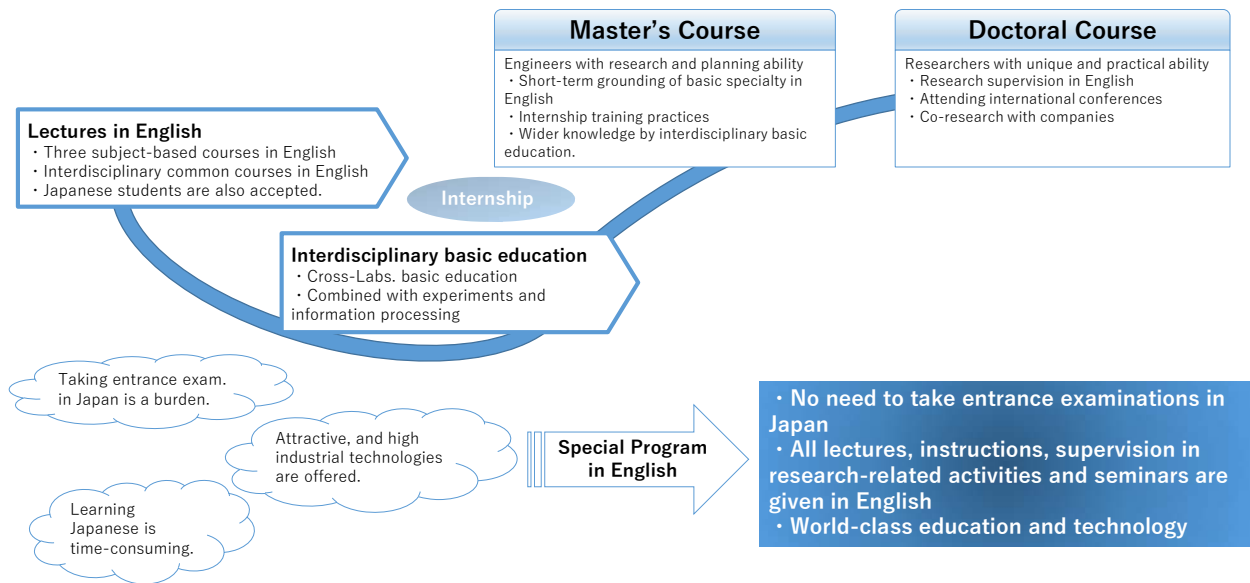 Master's Course
Engineers with research and planning ability
・Short-term grounding of basic specialty in
English
・Internship training practices
・Wider knowledge by interdisciplinary basic
education.
Doctoral Course
Researchers with unique and practical ability
・Research supervision in English
・Attending international conferences
・Co-research with companies
Lectures in English
・Three subject-based courses in English
・Interdisciplinary common courses in English
・Japanese students are also accepted.
Internship
Interdisciplinary basic education
・Cross-Labs. basic education
・Combined with experiments and
information processing
Taking entrance exam.
in Japan is a burden.
Attractive, and high
industrial technologies
are offered.
Learning
Japanese is
time-consuming.
Special Program
in English
・No need to take entrance examinations in
Japan
・All lectures, instructions, supervision in
research-related activities and seminars are
given in English
・World-class education and technology